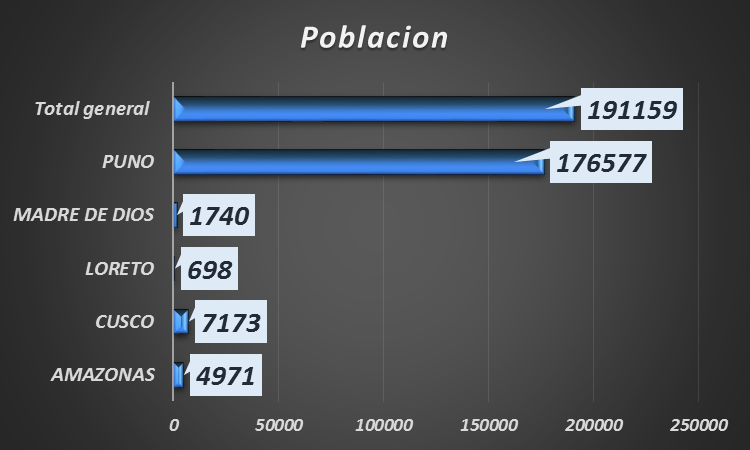 Poblacion
Total general 191159
PUNO 176577
MADRE DE DIOS 1740
LORETO 698
CUSCO 7173
AMAZONAS 4971
0 50000 100000 150000 200000 250000